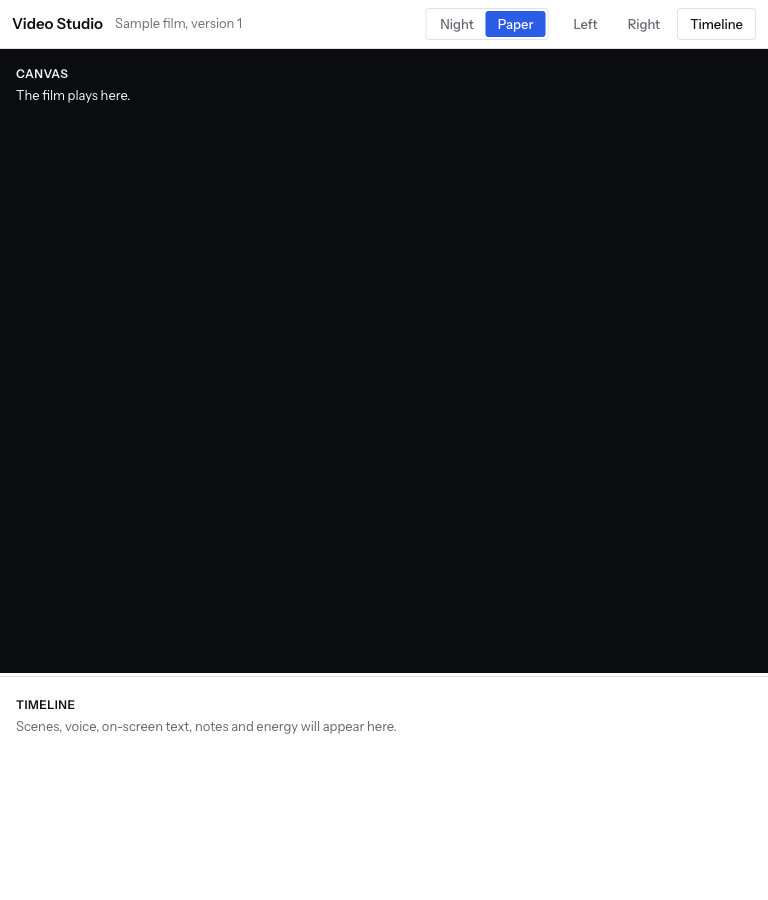 Video Studio Sample film, version 1 Night Paper Left Right Timeline
CANVAS
The film plays here.
TIMELINE
Scenes, voice, on-screen text, notes and energy will appear here.